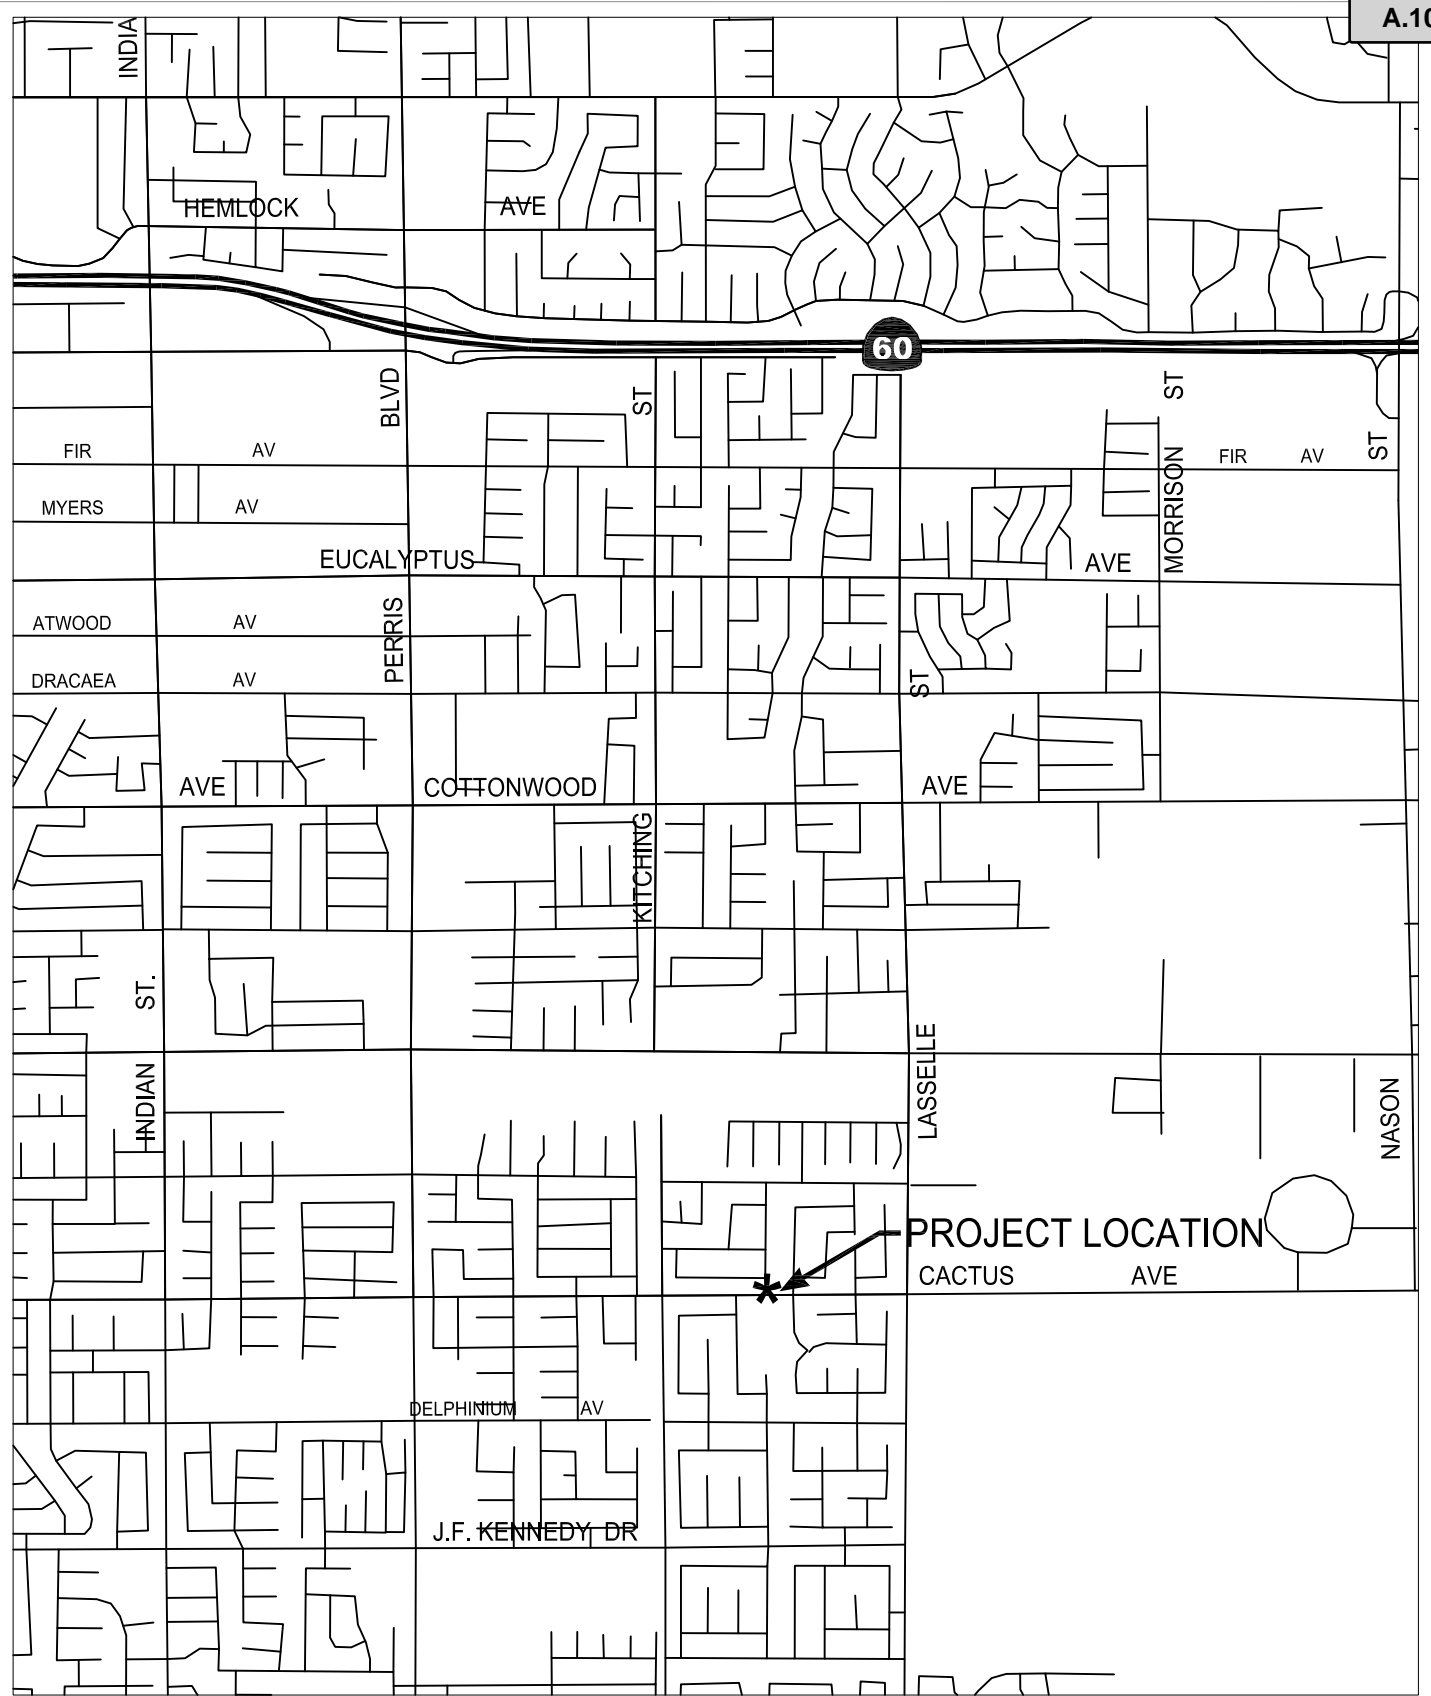 A.10
INDIA
HEMLOCK AVE
60
BLVD
ST
ST
ST
FIR AV
FIR AV
MYERS AV
MORRISON
EUCALYPTUS
AVE
ATWOOD AV
PERRIS
DRACAEA AV
ST
AVE
COTTONWOOD
AVE
KITCHING
ST.
LASSELLE
INDIAN
NASON
PROJECT LOCATION
CACTUS AVE
*
DELPHINIUM AV
J.F. KENNEDY DR